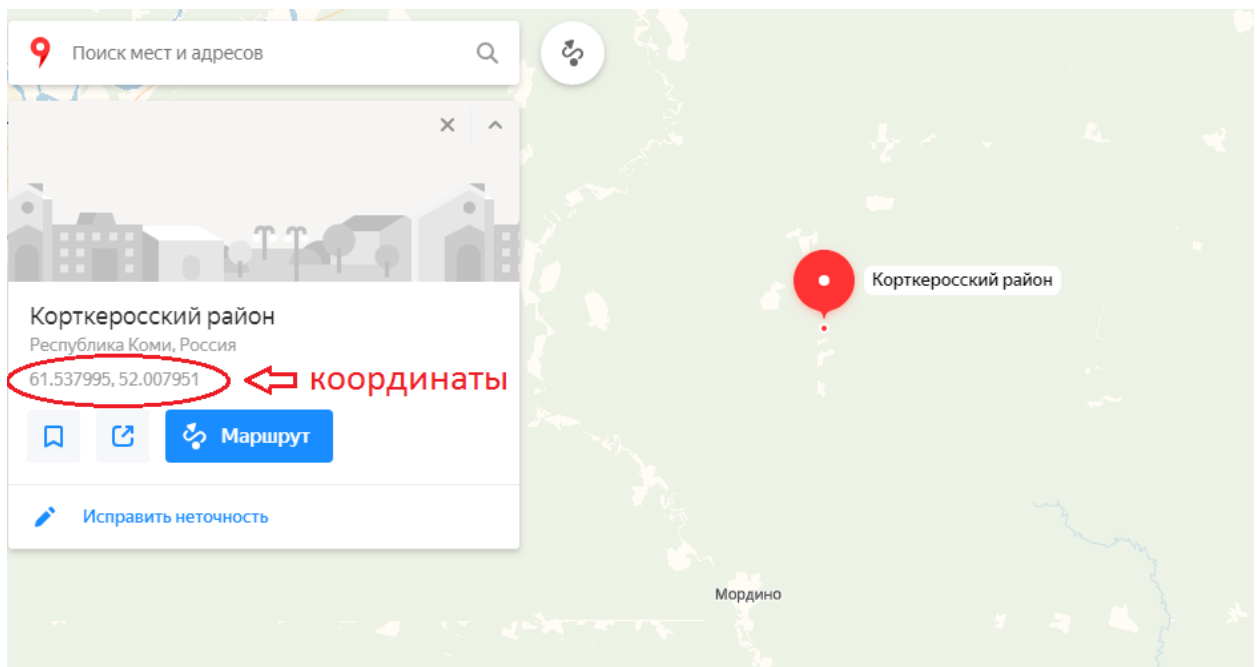 Поиск мест и адресов
Корткеросский район
Корткеросский район
Республика Коми, Россия
61.537995, 52.007951
координаты
Маршрут
Исправить неточность
Мордино